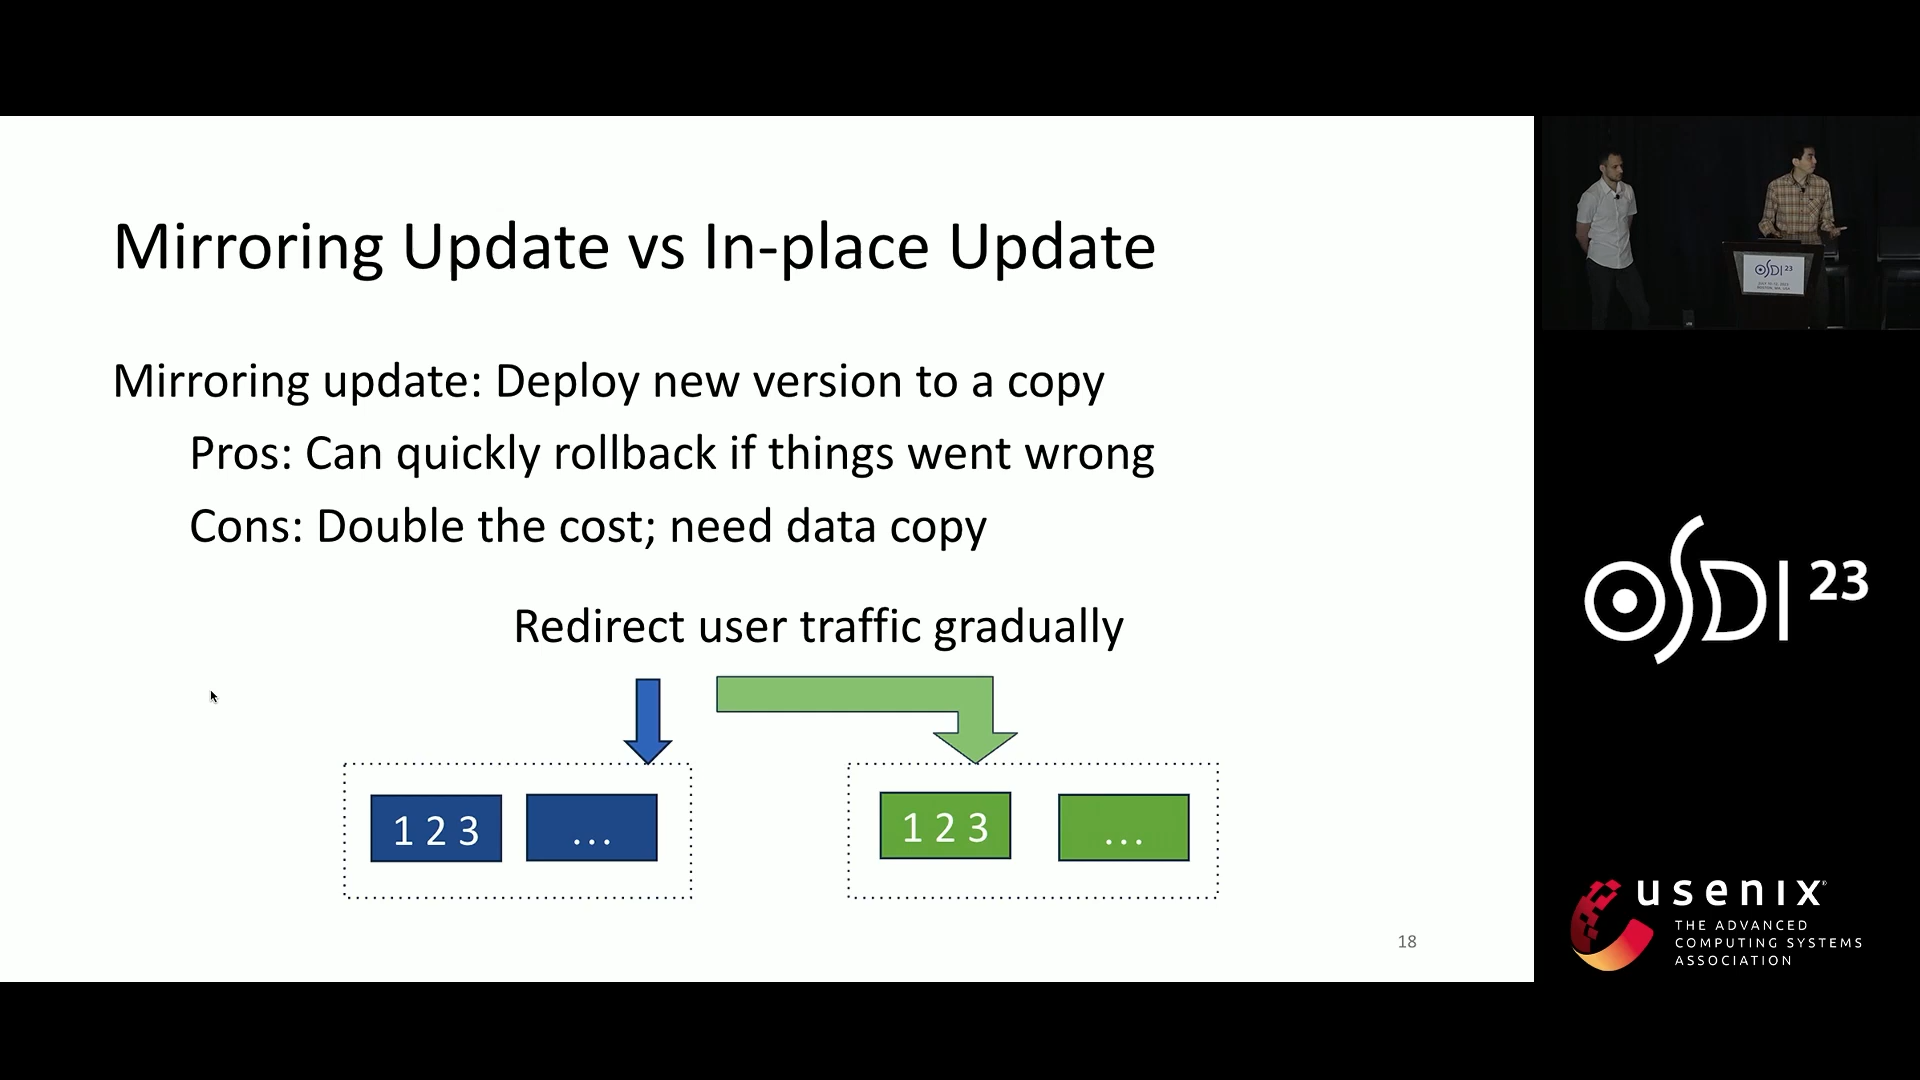 Mirroring Update vs In-place Update
Mirroring update: Deploy new version to a copy
Pros: Can quickly rollback if things went wrong
Cons: Double the cost; need data copy
Redirect user traffic gradually
1 2 3
...
1 2 3
...
18
OSDI 23
OSDI 23
usenix
THE ADVANCED
COMPUTING SYSTEMS
ASSOCIATION